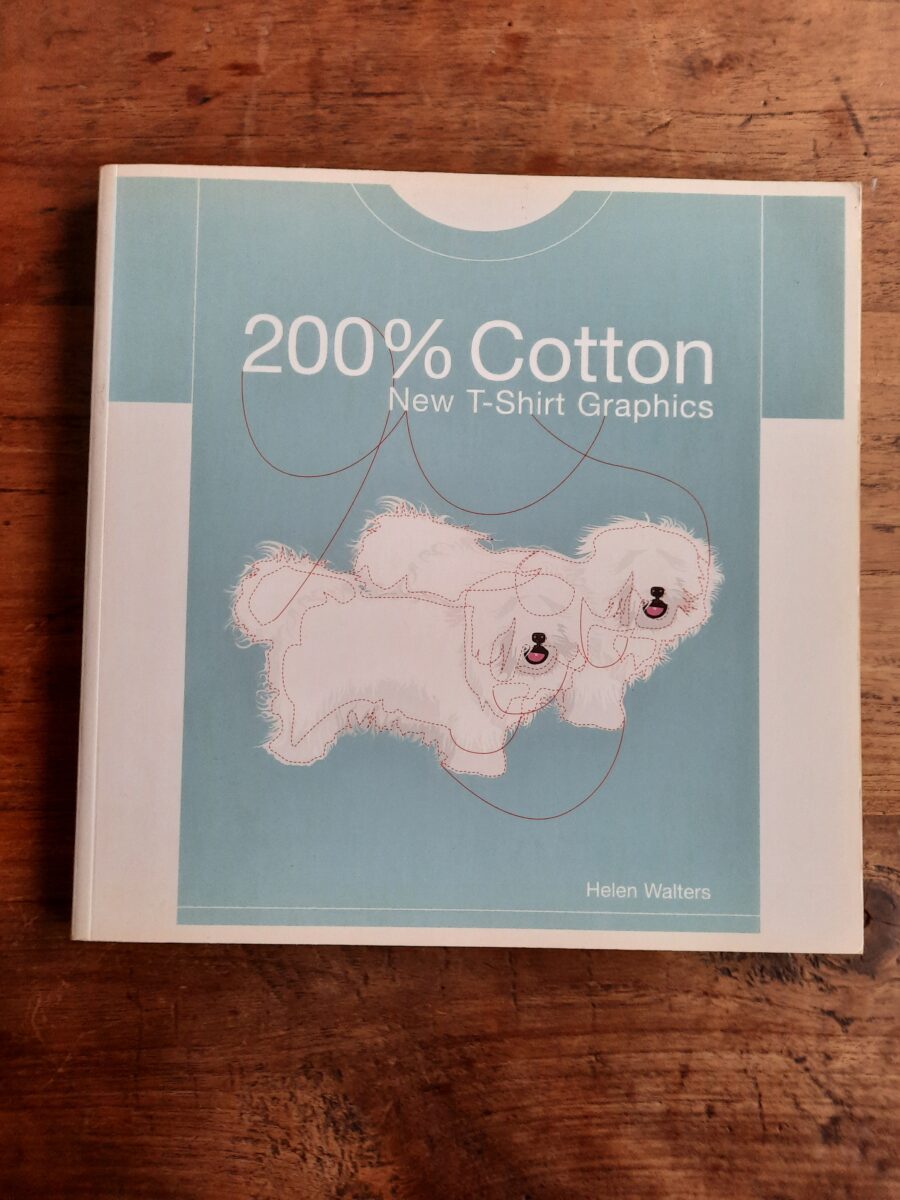 200% Cotton
New T-Shirt Graphics
Helen Walters